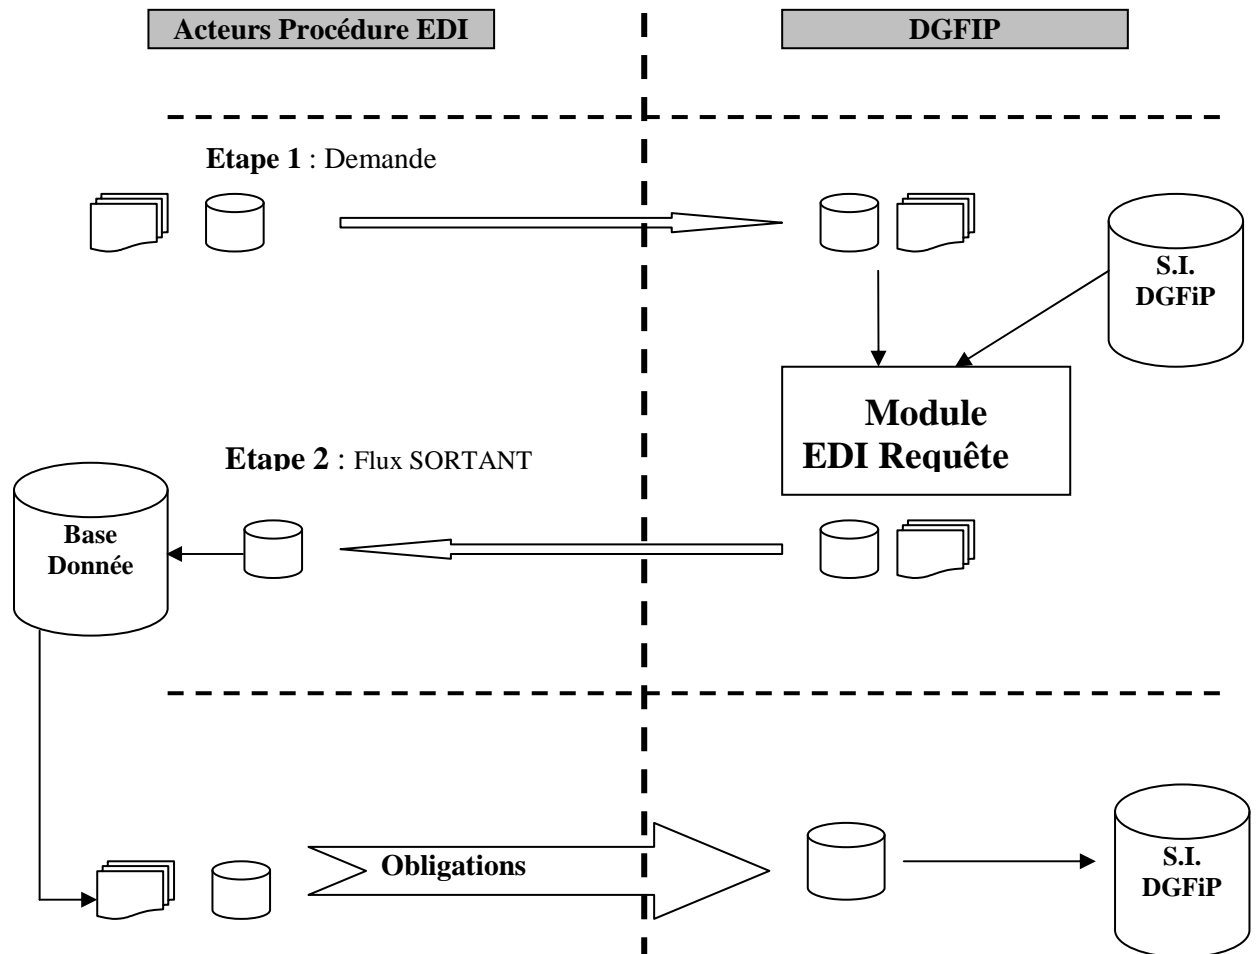 Acteurs Procédure EDI
DGFIP
Etape 1 : Demande
S.I.
DGFiP
Module
EDI Requête
Etape 2 : Flux SORTANT
Base
Donnée
Obligations
S.I.
DGFiP